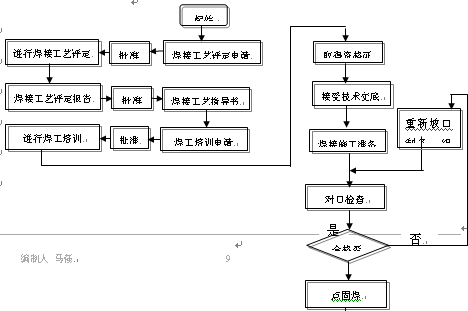 焊接工艺评定申请
批准
进行焊接工艺评定
焊接工艺评定报告
批准
焊接工艺指导书
焊工培训申请
批准
进行焊工培训
取得资格证
接受技术交底
焊接施工准备
重新坡口
对口检查
是
否
点固焊
编制人
9